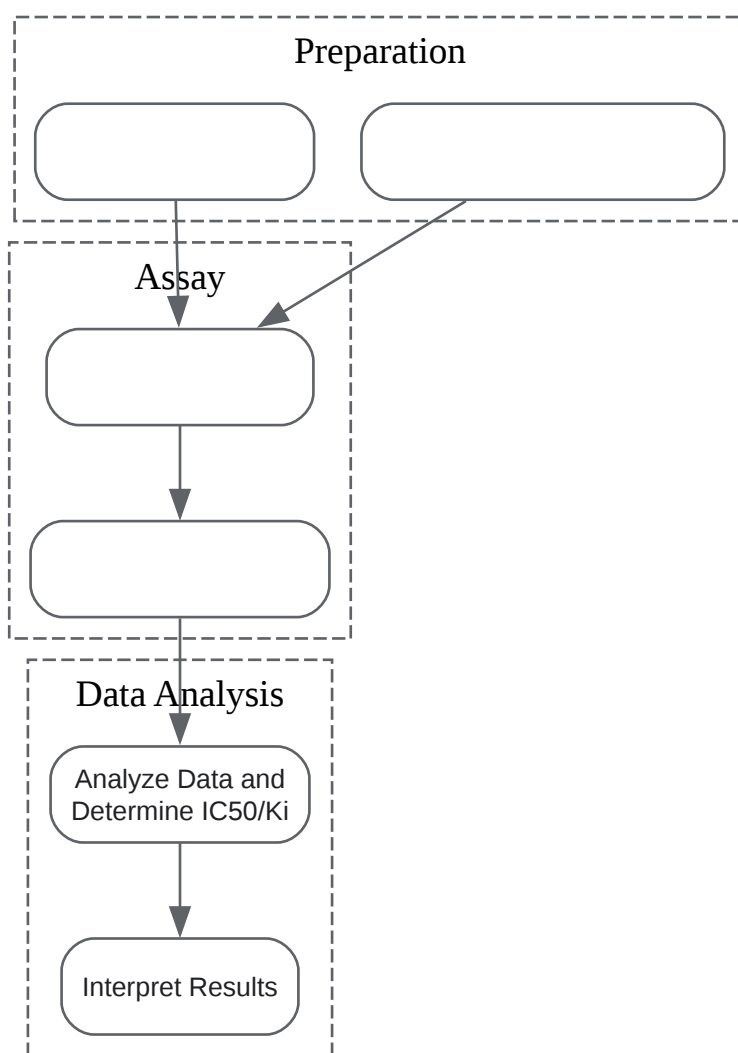 Preparation
Assay
Data Analysis
Analyze Data and
Determine IC50/Ki
Interpret Results